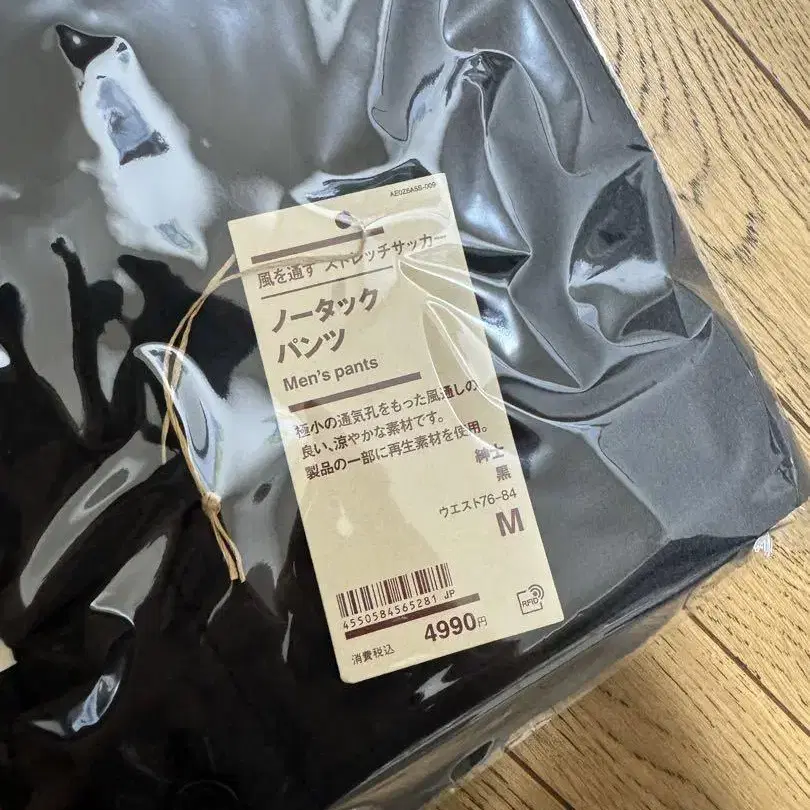 AE0Z6A5S-009
風を通す ストレッチサッカー
ノータック
パンツ
Men's pants
極小の通気孔をもった風通しの
良い、涼やかな素材です。
製品の一部に再生素材を使用。
紳士
黒
ウエスト76-84
M
4550584565281 JP
4990円
消費税込
RFID